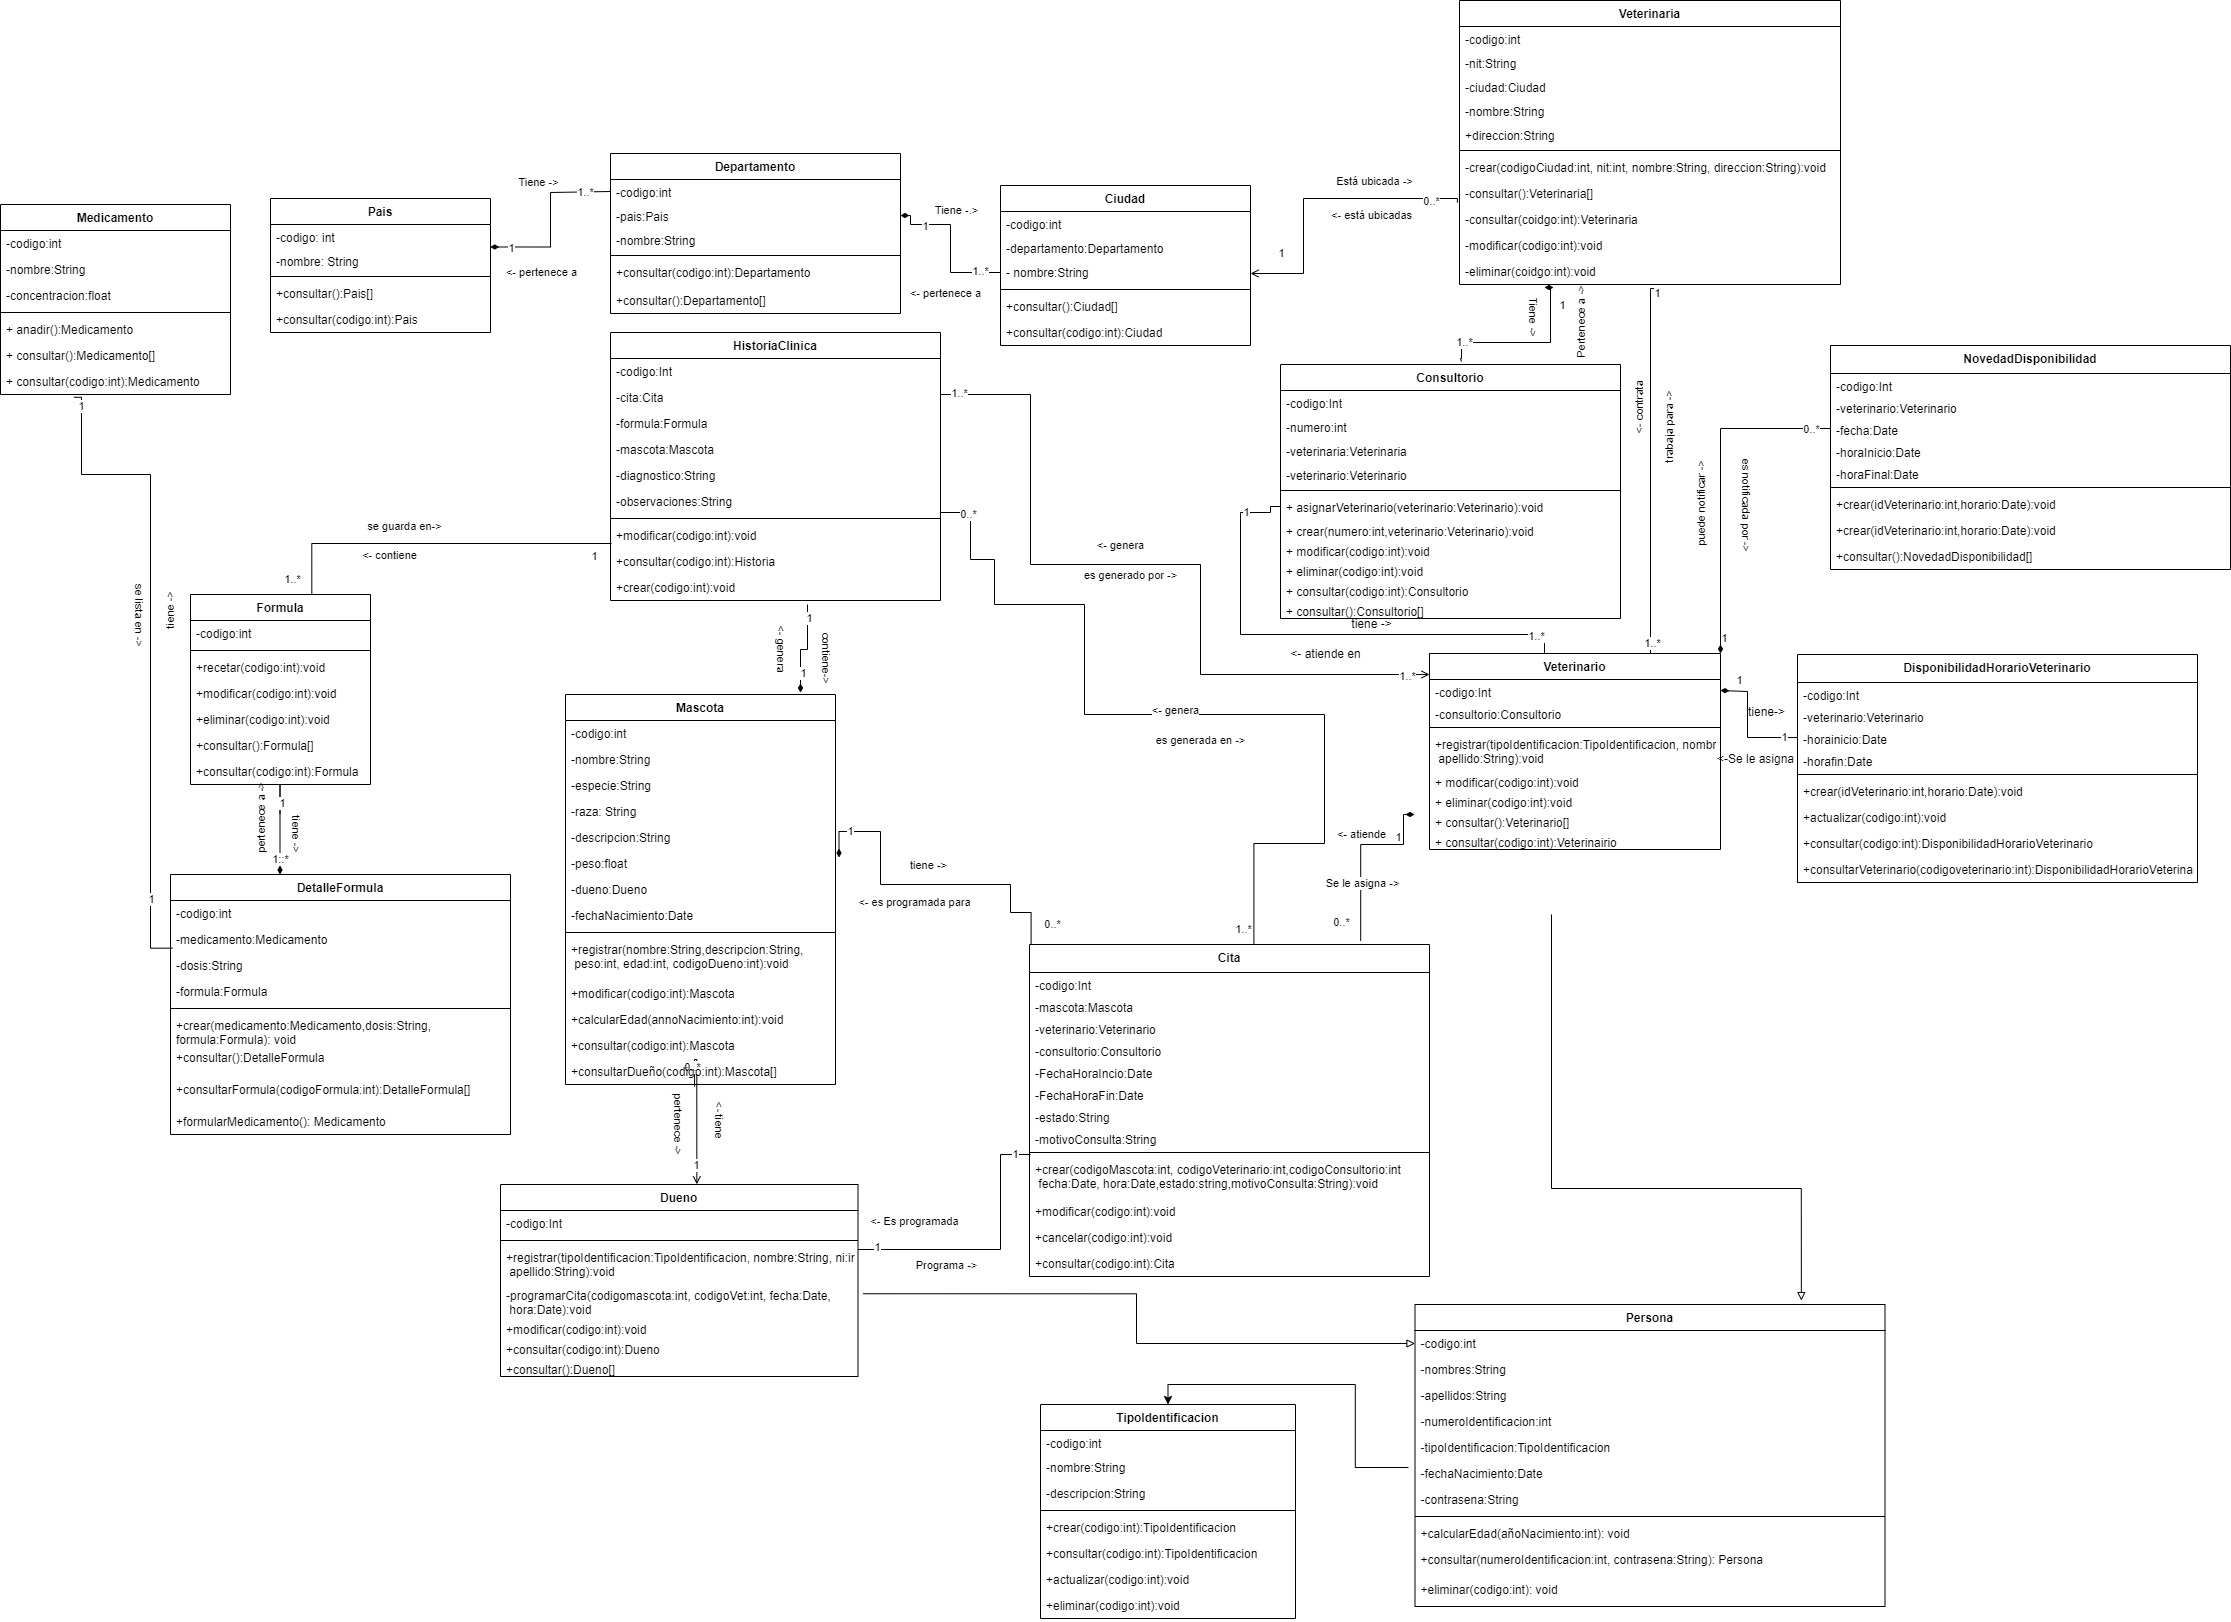 Veterinaria
-codigo:int
-nit:String
-ciudad:Ciudad
-nombre:String
+direccion:String
-crear(codigoCiudad:int, nit:int, nombre:String, direccion:String):void
-consultar():Veterinaria[]
-consultar(coidgo:int):Veterinaria
-modificar(codigo:int):void
-eliminar(coidgo:int):void
Departamento
-codigo:int
-pais:Pais
-nombre:String
+consultar(codigo:int):Departamento
+consultar():Departamento[]
Ciudad
-codigo:int
-departamento:Departamento
- nombre:String
+consultar():Ciudad[]
+consultar(codigo:int):Ciudad
Pais
-codigo: int
-nombre: String
+consultar():Pais[]
+consultar(codigo:int):Pais
Medicamento
-codigo:int
-nombre:String
-concentracion:float
+ anadir():Medicamento
+ consultar():Medicamento[]
+ consultar(codigo:int):Medicamento
Tiene ->
1..*
1
<- pertenece a
Tiene -.>
1
1..*
<- pertenece a
Está ubicada ->
0..*
<- está ubicadas
1
HistoriaClinica
-codigo:Int
-cita:Cita
-formula:Formula
-mascota:Mascota
-diagnostico:String
-observaciones:String
+modificar(codigo:int):void
+consultar(codigo:int):Historia
+crear(codigo:int):void
Tiene ->
1
Pertenece a ->
1..*
1
<- contrata
trabaja para ->
1..*
Consultorio
-codigo:Int
-numero:int
-veterinaria:Veterinaria
-veterinario:Veterinario
+ asignarVeterinario(veterinario:Veterinario):void
+ crear(numero:int,veterinario:Veterinario):void
+ modificar(codigo:int):void
+ eliminar(codigo:int):void
+ consultar(codigo:int):Consultorio
+ consultar():Consultorio[]
NovedadDisponibilidad
-codigo:Int
-veterinario:Veterinario
-fecha:Date
-horaInicio:Date
-horaFinal:Date
+crear(idVeterinario:int,horario:Date):void
+crear(idVeterinario:int,horario:Date):void
+consultar():NovedadDisponibilidad[]
0..*
<- puede notificar
es notificada por ->
1
1
tiene ->
1..*
<- atiende en
1..*
<- genera
es generado por ->
1..*
0..*
<- genera
es generada en ->
1..*
se guarda en->
<- contiene
1
1..*
1
se lista en ->
<- tiene
1
Formula
-codigo:int
+recetar(codigo:int):void
+modificar(codigo:int):void
+eliminar(codigo:int):void
+consultar():Formula[]
+consultar(codigo:int):Formula
pertenece a ->
1
tiene ->
1..*
1
<- genera
contiene->
1
Mascota
-codigo:int
-nombre:String
-especie:String
-raza: String
-descripcion:String
-peso:float
-dueno:Dueno
-fechaNacimiento:Date
+registrar(nombre:String,descripcion:String,
peso:int, edad:int, codigoDueno:int):void
+modificar(codigo:int):Mascota
+calcularEdad(annoNacimiento:int):void
+consultar(codigo:int):Mascota
+consultarDueño(codigo:int):Mascota[]
Veterinario
-codigo:Int
-consultorio:Consultorio
+registrar(tipoIdentificacion:TipoIdentificacion, nombr
apellido:String):void
+ modificar(codigo:int):void
+ eliminar(codigo:int):void
+ consultar():Veterinario[]
+ consultar(codigo:int):Veterinairio
1
tiene->
1
<-Se le asigna
DisponibilidadHorarioVeterinario
-codigo:Int
-veterinario:Veterinario
-horainicio:Date
-horafin:Date
+crear(idVeterinario:int,horario:Date):void
+actualizar(codigo:int):void
+consultar(codigo:int):DisponibilidadHorarioVeterinario
+consultarVeterinario(codigoveterinario:int):DisponibilidadHorarioVeterina
<- atiende
1
Se le asigna ->
0..*
1
tiene ->
<- es programada para
0..*
DetalleFormula
-codigo:int
-medicamento:Medicamento
-dosis:String
-formula:Formula
+crear(medicamento:Medicamento,dosis:String,
formula:Formula): void
+consultar():DetalleFormula
+consultarFormula(codigoFormula:int):DetalleFormula[]
+formularMedicamento(): Medicamento
Cita
-codigo:Int
-mascota:Mascota
-veterinario:Veterinario
-consultorio:Consultorio
-FechaHoraIncio:Date
-FechaHoraFin:Date
-estado:String
-motivoConsulta:String
+crear(codigoMascota:int, codigoVeterinario:int,codigoConsultorio:int
fecha:Date, hora:Date,estado:string,motivoConsulta:String):void
+modificar(codigo:int):void
+cancelar(codigo:int):void
+consultar(codigo:int):Cita
0..*
pertenece ->
<- tiene
1
1
<- Es programada
1
Programa ->
Dueno
-codigo:Int
+registrar(tipoIdentificacion:TipoIdentificacion, nombre:String, ni:ir
apellido:String):void
-programarCita(codigomascota:int, codigoVet:int, fecha:Date,
hora:Date):void
+modificar(codigo:int):void
+consultar(codigo:int):Dueno
+consultar():Dueno[]
Persona
-codigo:int
-nombres:String
-apellidos:String
-numeroIdentificacion:int
-tipoIdentificacion:TipoIdentificacion
-fechaNacimiento:Date
-contrasena:String
+calcularEdad(añoNacimiento:int): void
+consultar(numeroIdentificacion:int, contrasena:String): Persona
+eliminar(codigo:int): void
TipoIdentificacion
-codigo:int
-nombre:String
-descripcion:String
+crear(codigo:int):TipoIdentificacion
+consultar(codigo:int):TipoIdentificacion
+actualizar(codigo:int):void
+eliminar(codigo:int):void